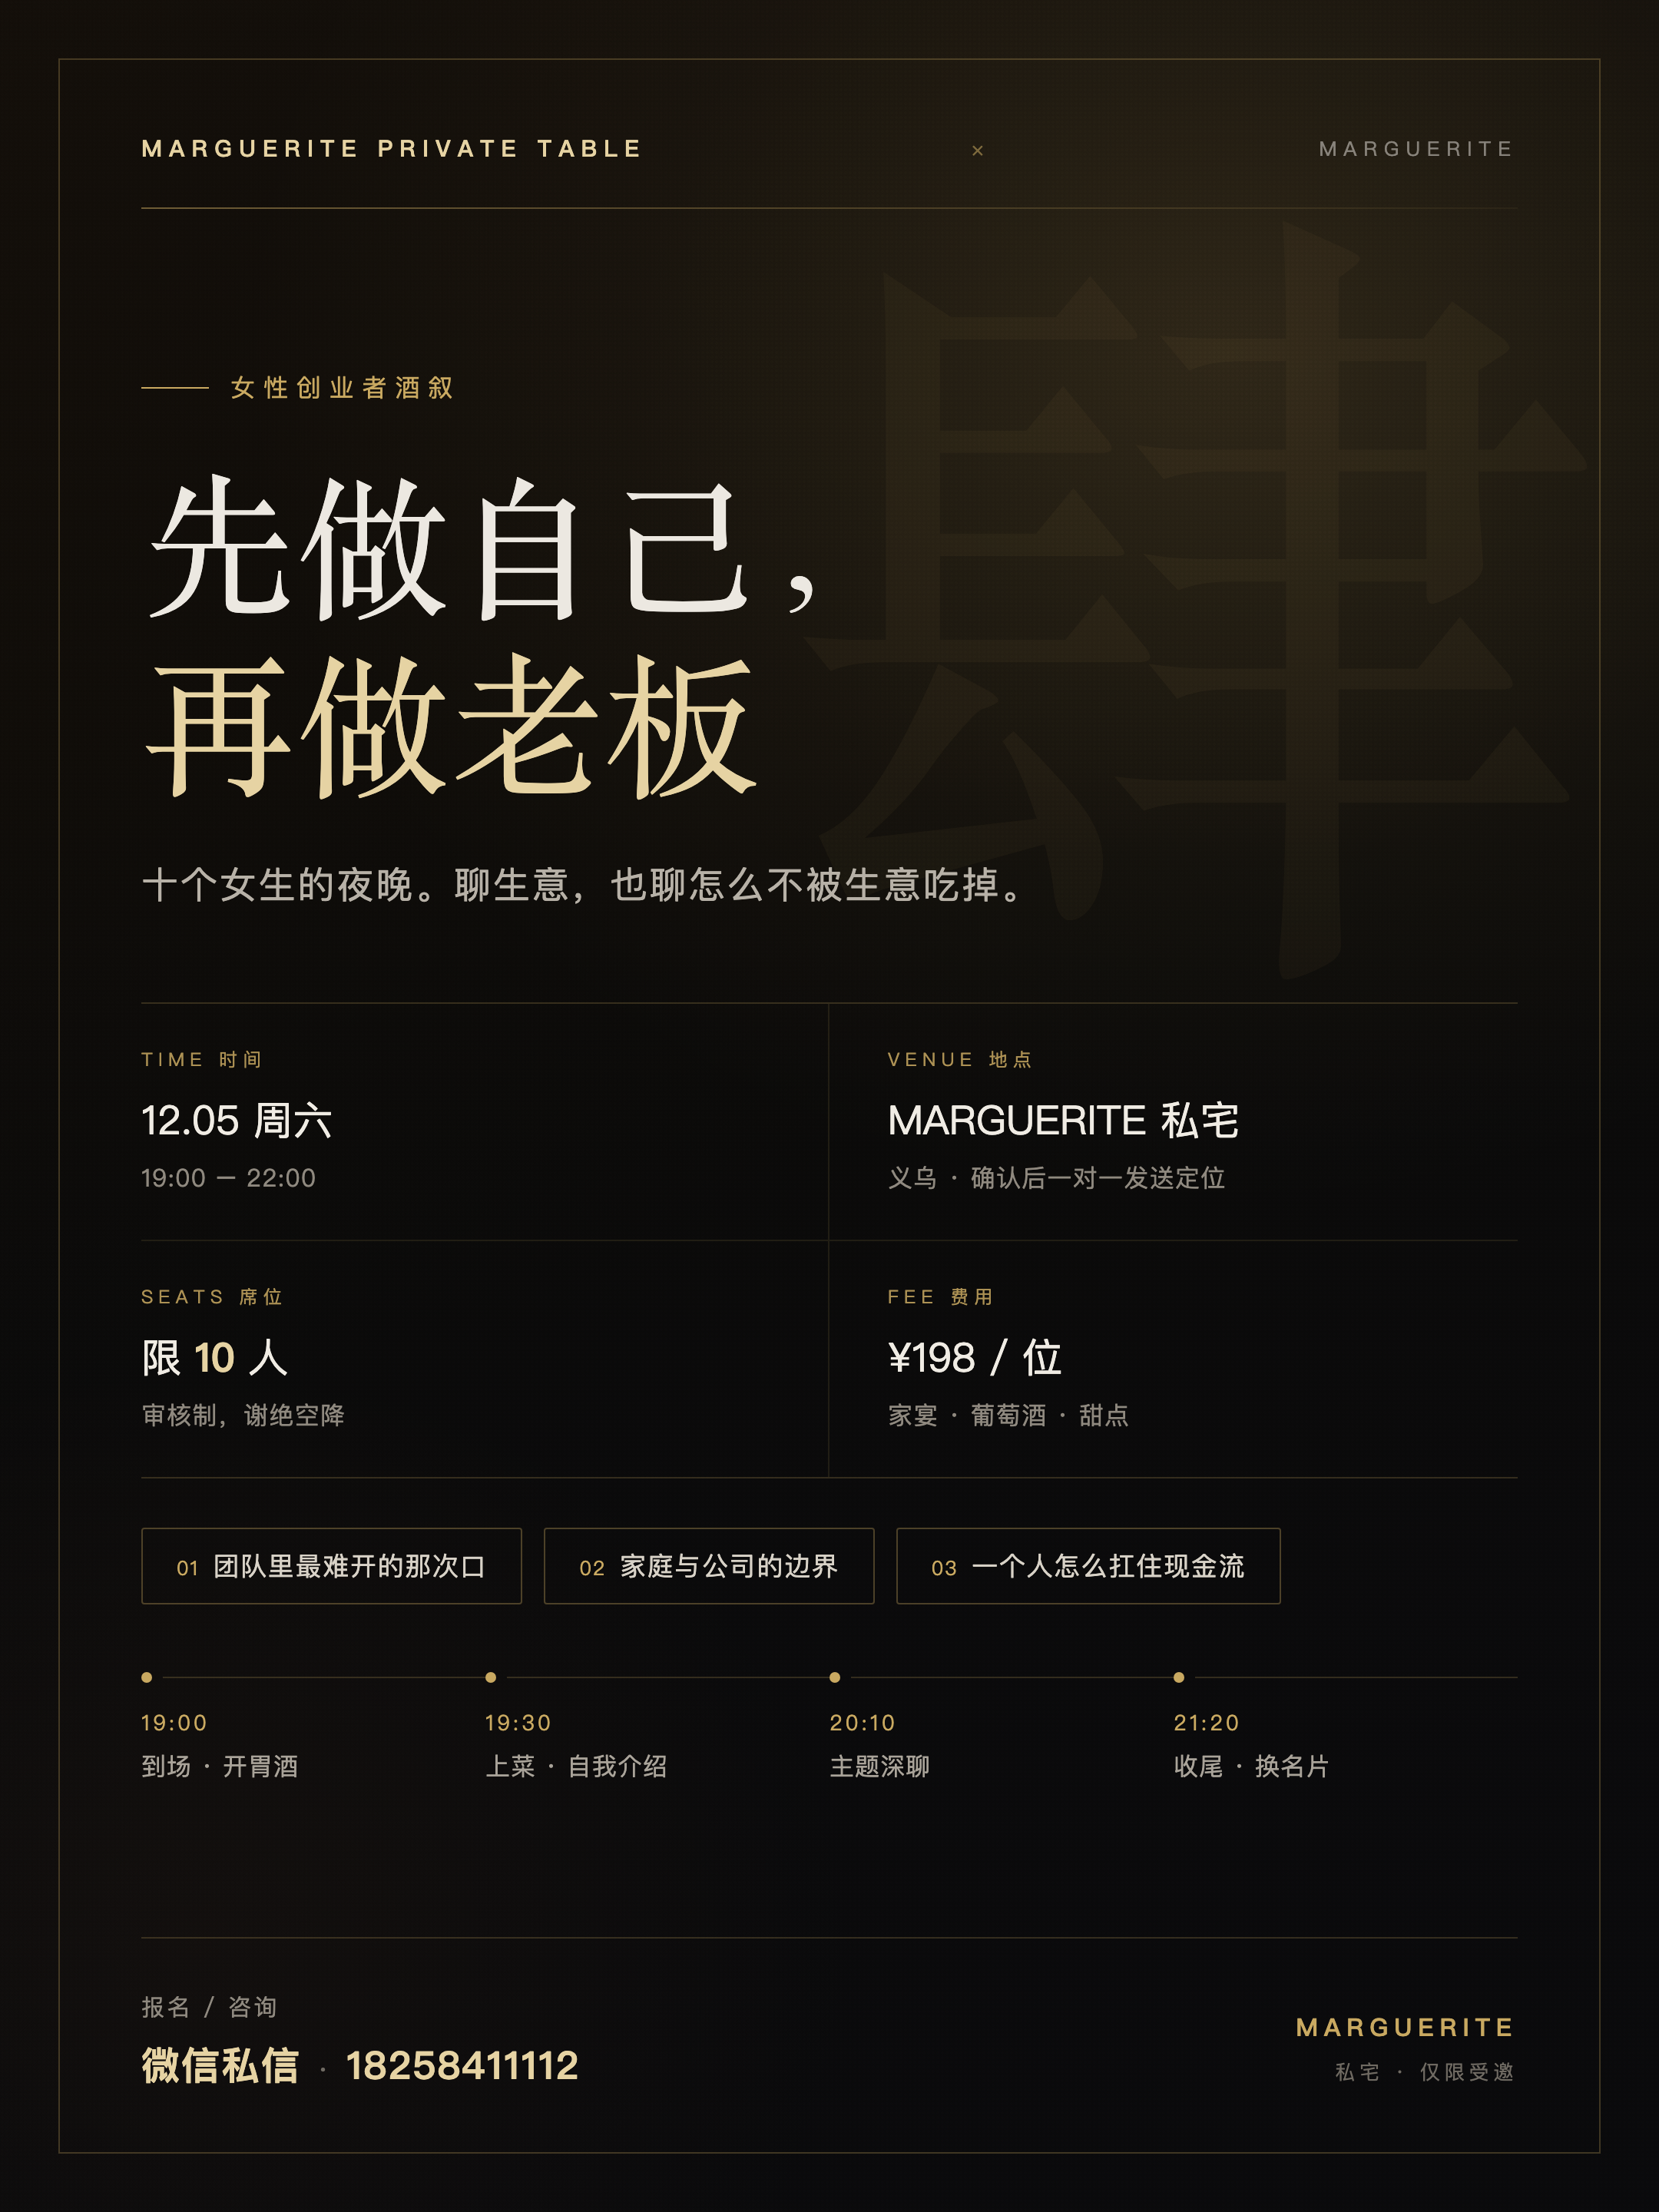 MARGUERITE PRIVATE TABLE × MARGUERITE
肆
女性创业者酒叙
先做自己，
再做老板
十个女生的夜晚。聊生意，也聊怎么不被生意吃掉。
TIME 时间
12.05 周六
19:00 — 22:00
VENUE 地点
MARGUERITE 私宅
义乌 · 确认后一对一发送定位
SEATS 席位
限 10 人
审核制，谢绝空降
FEE 费用
¥198 / 位
家宴 · 葡萄酒 · 甜点
01 团队里最难开的那次口
02 家庭与公司的边界
03 一个人怎么扛住现金流
19:00
到场 · 开胃酒
19:30
上菜 · 自我介绍
20:10
主题深聊
21:20
收尾 · 换名片
报名 / 咨询
微信私信 · 18258411112
MARGUERITE
私宅 · 仅限受邀